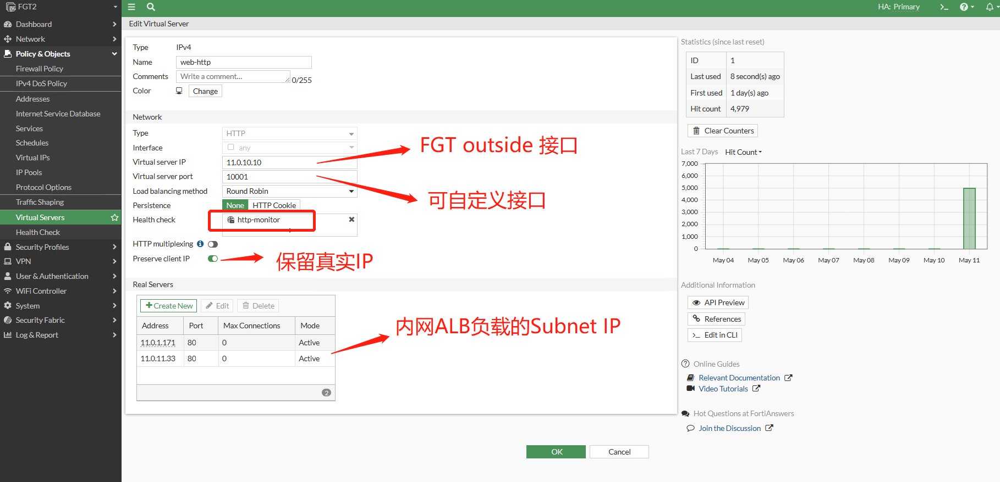 FGT2
HA: Primary
Dashboard
Network
Policy & Objects
Firewall Policy
IPv4 DoS Policy
Addresses
Internet Service Database
Services
Schedules
Virtual IPs
IP Pools
Protocol Options
Traffic Shaping
Virtual Servers
Health Check
Security Profiles
VPN
User & Authentication
WiFi Controller
System
Security Fabric
Log & Report
Edit Virtual Server
Type IPv4
Name web-http
Comments Write a comment... 0/255
Color Change
Network
Type HTTP
Interface any
Virtual server IP 11.0.10.10
Virtual server port 10001
Load balancing method Round Robin
Persistence None HTTP Cookie
Health check http-monitor
HTTP multiplexing
Preserve client IP
FGT outside 接口
可自定义接口
保留真实IP
Real Servers
Create New Edit Delete
Address Port Max Connections Mode
11.0.1.171 80 0 Active
11.0.11.33 80 0 Active
2
内网ALB负载的Subnet IP
OK Cancel
Statistics (since last reset)
ID 1
Last used 8 second(s) ago
First used 1 day(s) ago
Hit count 4,979
Clear Counters
Last 7 Days Hit Count
7,000
6,000
5,000
4,000
3,000
2,000
1,000
0
May 04 May 05 May 06 May 07 May 08 May 09 May 10 May 11
Additional Information
API Preview
References
>_ Edit in CLI
Online Guides
Relevant Documentation
Video Tutorials
Hot Questions at FortiAnswers
Join the Discussion